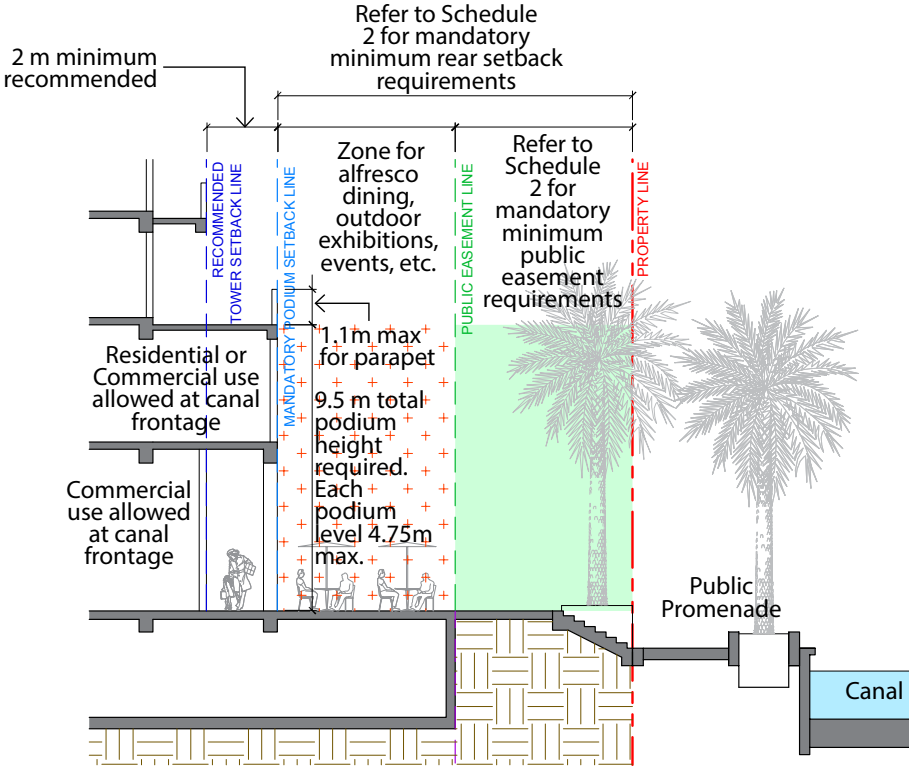 Refer to Schedule
2 for mandatory
minimum rear setback
requirements
2 m minimum
recommended
RECOMMENDED
TOWER SETBACK LINE
MANDATORY PODIUM SETBACK LINE
Zone for
alfresco
dining,
outdoor
exhibitions,
events, etc.
PUBLIC EASEMENT LINE
Refer to
Schedule
2 for
mandatory
minimum
public
easement
requirements
PROPERTY LINE
1.1m max
for parapet
Residential or
Commercial use
allowed at canal
frontage
9.5 m total
podium
height
required.
Each
podium
level 4.75m
max.
Commercial
use allowed
at canal
frontage
Public
Promenade
Canal